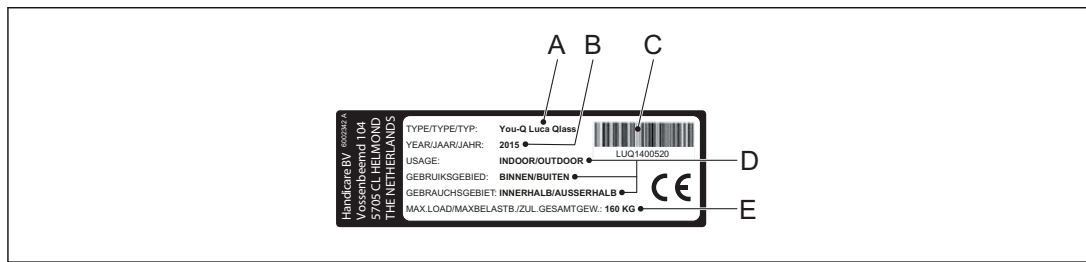 A B C
D
E
Handicare BV 6002342 A
Vossenbeemd 104
5705 CL HELMOND
THE NETHERLANDS
TYPE/TYPE/TYP: You-Q Luca Qlass
YEAR/JAAR/JAHR: 2015
USAGE: INDOOR/OUTDOOR
GEBRUIKSGEBIED: BINNEN/BUITEN
GEBRAUCHSGEBIET: INNERHALB/AUSSERHALB
MAX.LOAD/MAXBELASTB./ZUL.GESAMTGEW.: 160 KG
LUQ1400520
CE